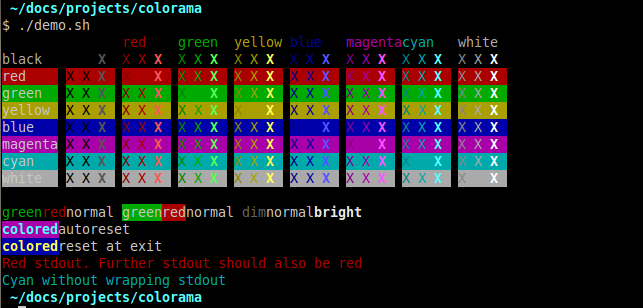 ~/docs/projects/colorama
$ ./demo.sh
red green yellow blue magentacyan white
black X X X X X X X X X X X X X X X X X X X X X X
red X X X X X X X X X X X X X X X X X X X X X
green X X X X X X X X X X X X X X X X X X X X X
yellow X X X X X X X X X X X X X X X X X X X X X
blue X X X X X X X X X X X X X X X X X X X X X
magenta X X X X X X X X X X X X X X X X X X X X X
cyan X X X X X X X X X X X X X X X X X X X X X
white X X X X X X X X X X X X X X X X X X X X X
greenrednormal greenrednormal dimnormalbright
coloredautoreset
coloredreset at exit
Red stdout. Further stdout should also be red
Cyan without wrapping stdout
~/docs/projects/colorama